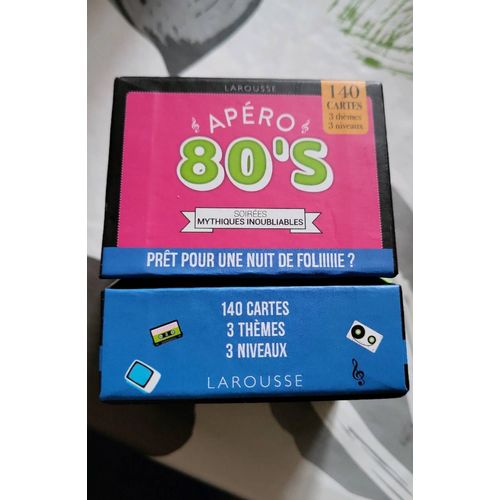 LAROUSSE
140
CARTES
3 thèmes
3 niveaux
APÉRO
80'S
SOIRÉES
MYTHIQUES INOUBLIABLES
PRÊT POUR UNE NUIT DE FOLIIIIIE ?
140 CARTES
3 THÈMES
3 NIVEAUX
LAROUSSE